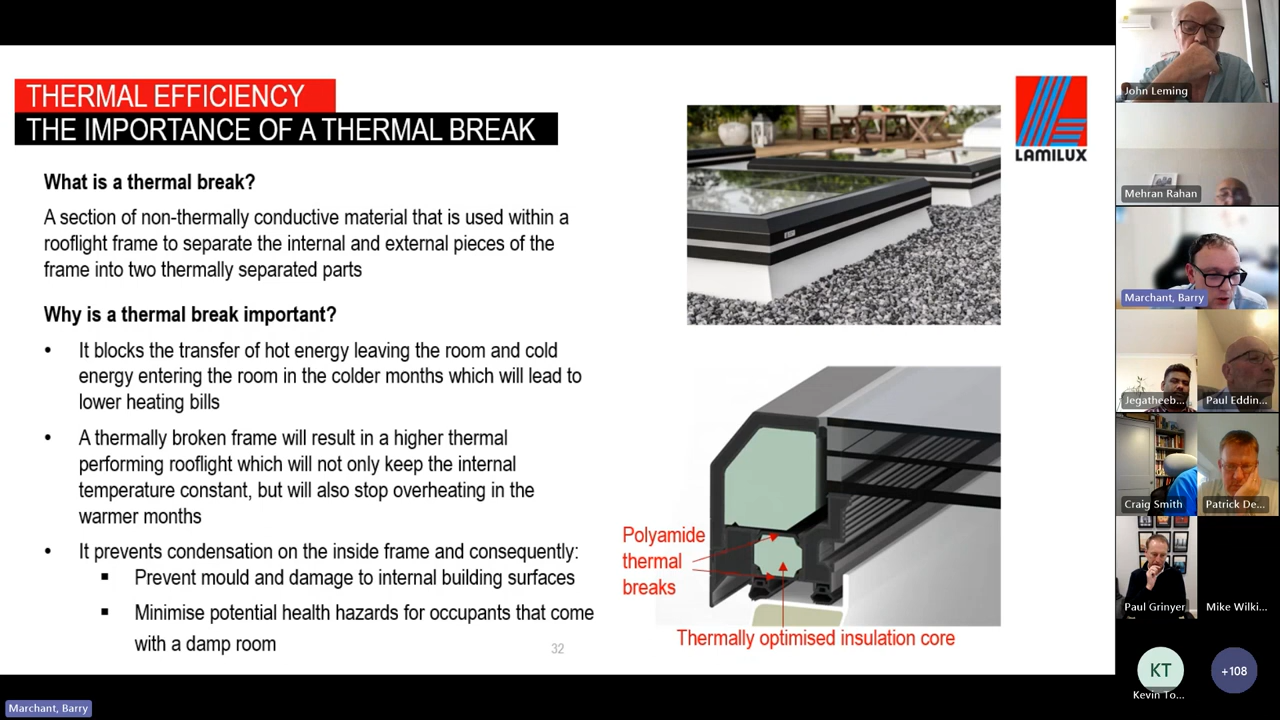 THERMAL EFFICIENCY
THE IMPORTANCE OF A THERMAL BREAK
What is a thermal break?
A section of non-thermally conductive material that is used within a
rooflight frame to separate the internal and external pieces of the
frame into two thermally separated parts
Why is a thermal break important?
• It blocks the transfer of hot energy leaving the room and cold
energy entering the room in the colder months which will lead to
lower heating bills
• A thermally broken frame will result in a higher thermal
performing rooflight which will not only keep the internal
temperature constant, but will also stop overheating in the
warmer months
• It prevents condensation on the inside frame and consequently:
▪ Prevent mould and damage to internal building surfaces
▪ Minimise potential health hazards for occupants that come
with a damp room
32
LAMILUX
Polyamide
thermal
breaks
Thermally optimised insulation core
John Leming
Mehran Rahan
Marchant, Barry
Jegatheeb...
Paul Eddin...
Craig Smith
Patrick De...
Paul Grinyer
Mike Wilki...
KT
Kevin To...
+108
Marchant, Barry